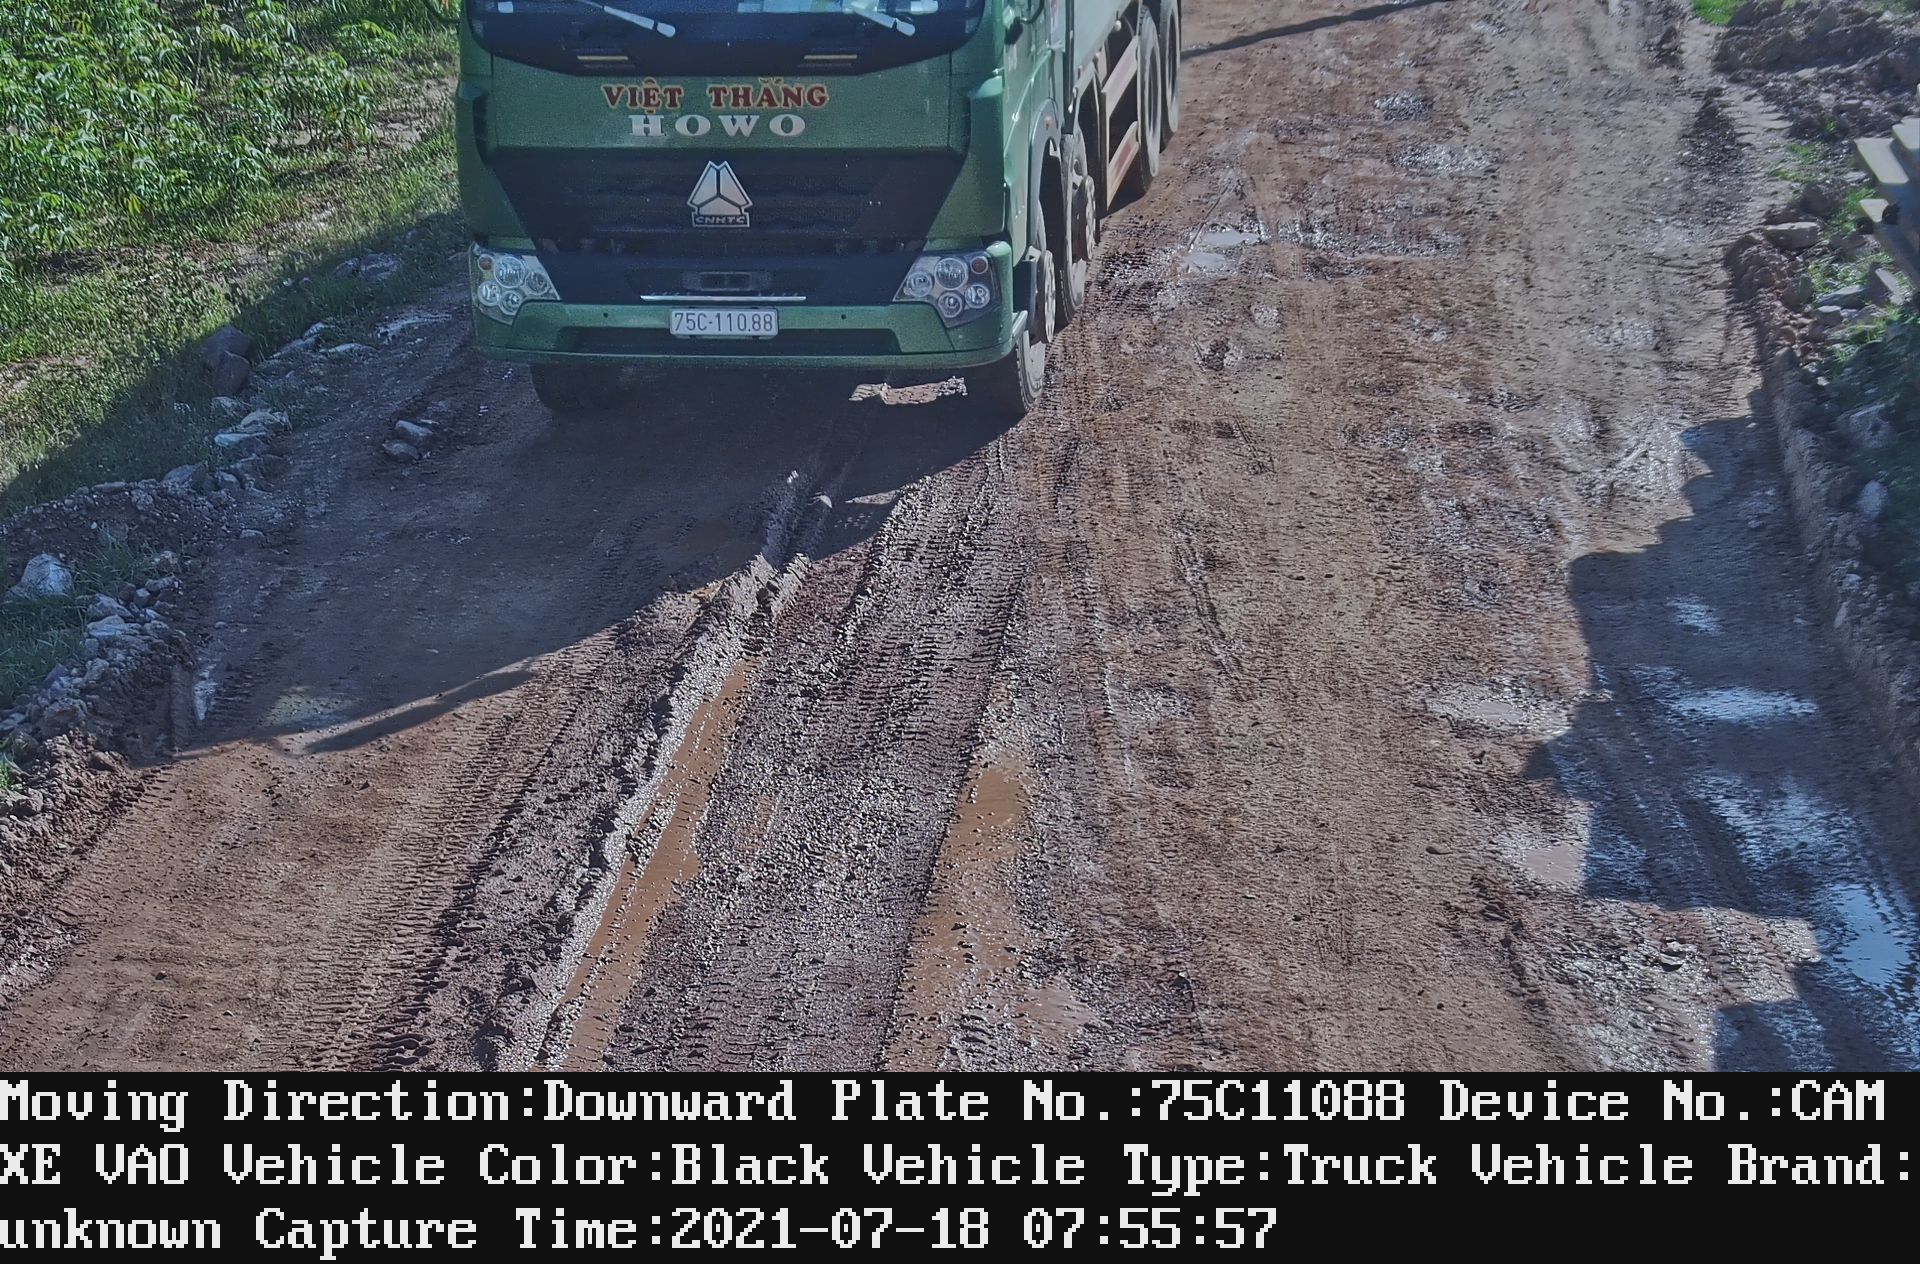 VIỆT THẮNG
HOWO
CNHTC
75C-110.88
Moving Direction:Downward Plate No.:75C11088 Device No.:CAM
XE VAO Vehicle Color:Black Vehicle Type:Truck Vehicle Brand:
unknown Capture Time:2021-07-18 07:55:57